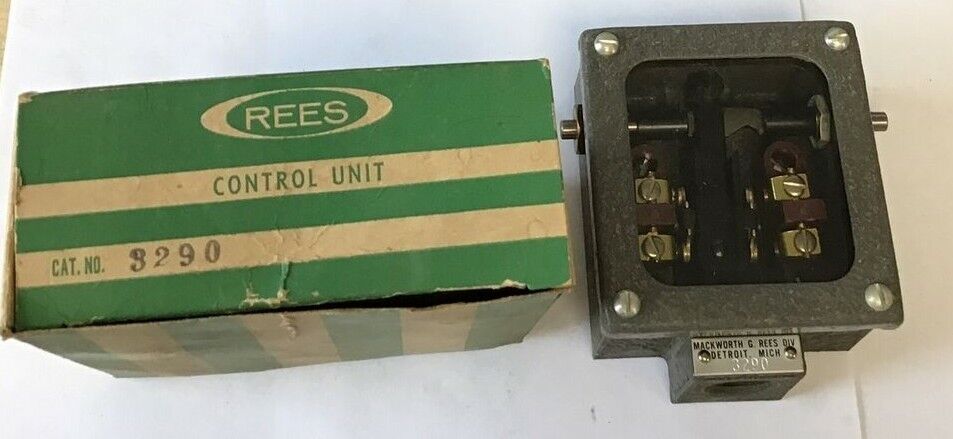 REES
CONTROL UNIT
CAT. NO. 3290
MACKWORTH G. REES DIV
DETROIT, MICH
3290